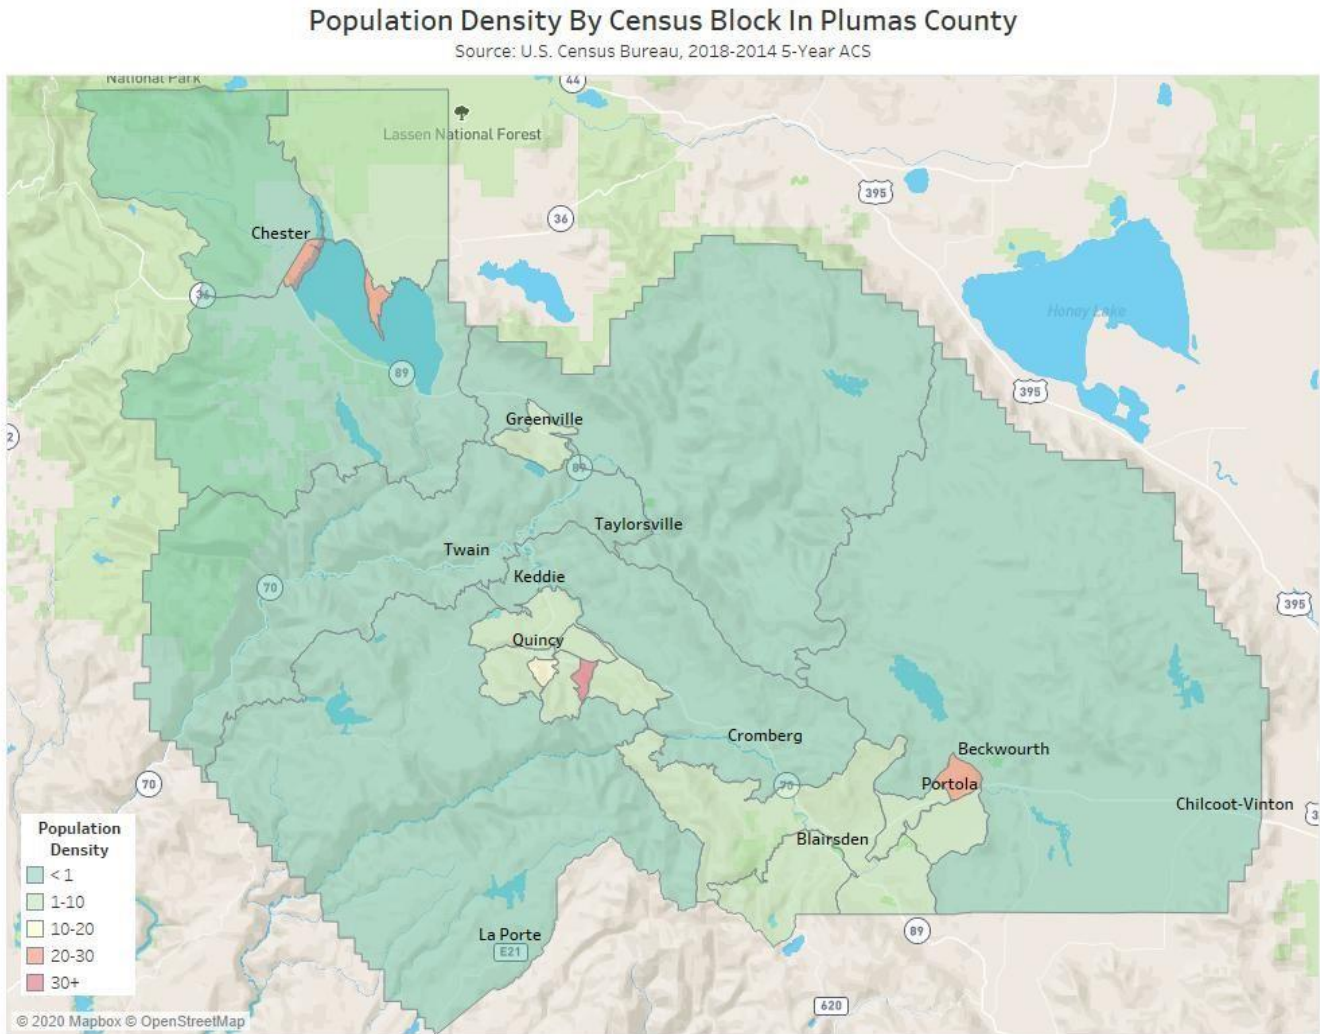 Population Density By Census Block In Plumas County
Source: U.S. Census Bureau, 2018-2014 5-Year ACS
National Park
44
Lassen National Forest
395
36
Chester
36
Honey Lake
89
395
Greenville
89
Taylorsville
Twain
Keddie
70
395
Quincy
Cromberg
Beckwourth
70
Portola
70
Chilcoot-Vinton
Blairsden
Population
Density
< 1
1-10
10-20
20-30
30+
La Porte
89
E21
620
© 2020 Mapbox © OpenStreetMap